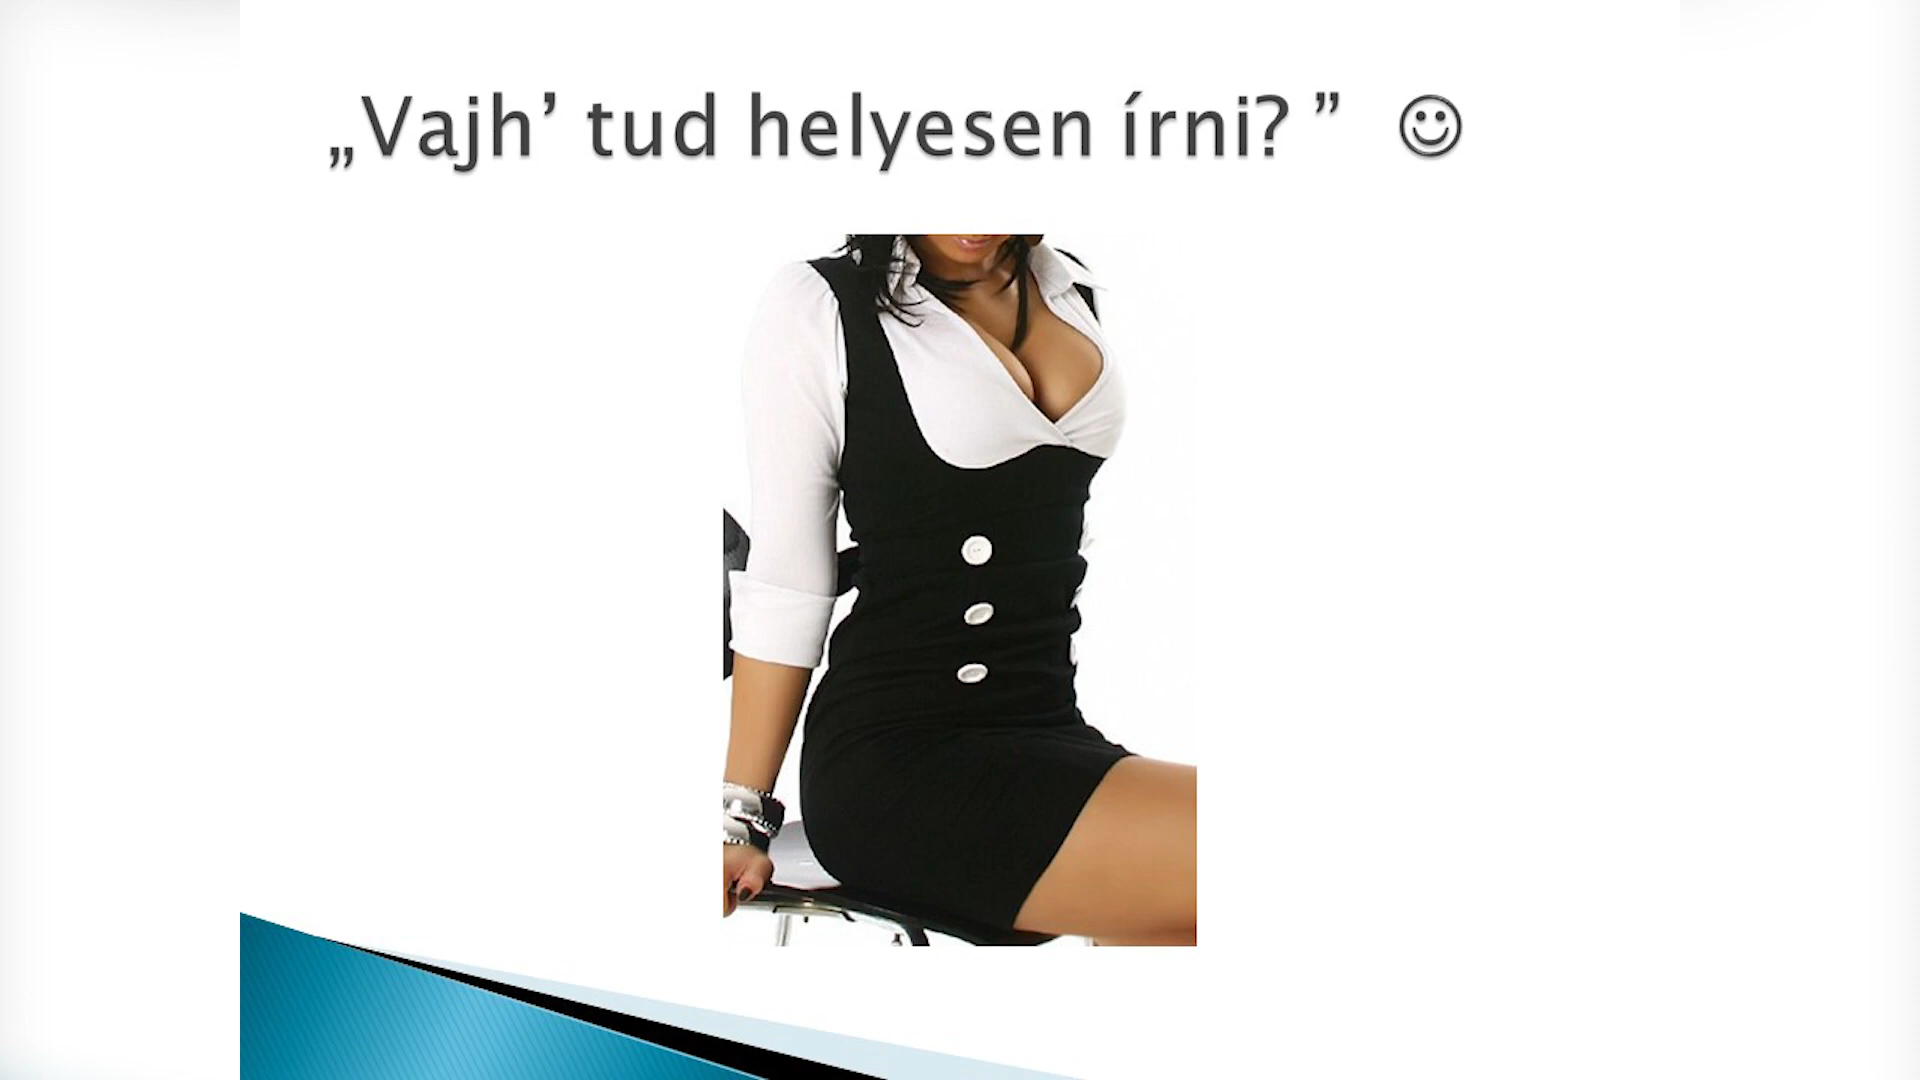 „Vajh’ tud helyesen írni? ” ☺